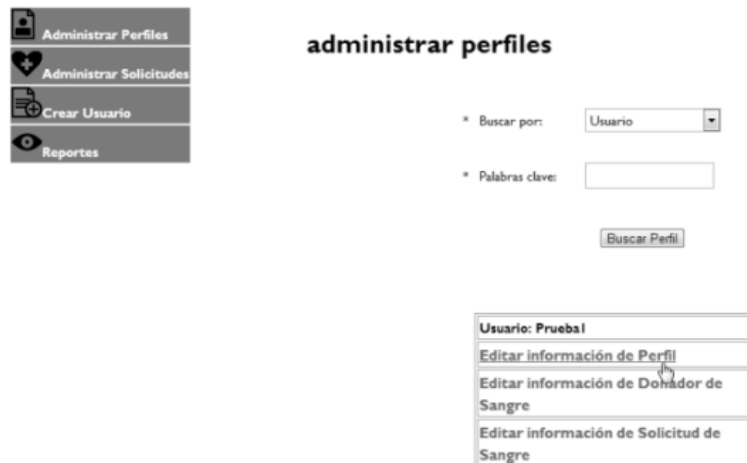 Administrar Perfiles
Administrar Solicitudes
Crear Usuario
Reportes
administrar perfiles
* Buscar por: Usuario
* Palabras clave:
Buscar Perfil
Usuario: Prueba1
Editar información de Perfil
Editar información de Donador de
Sangre
Editar información de Solicitud de
Sangre